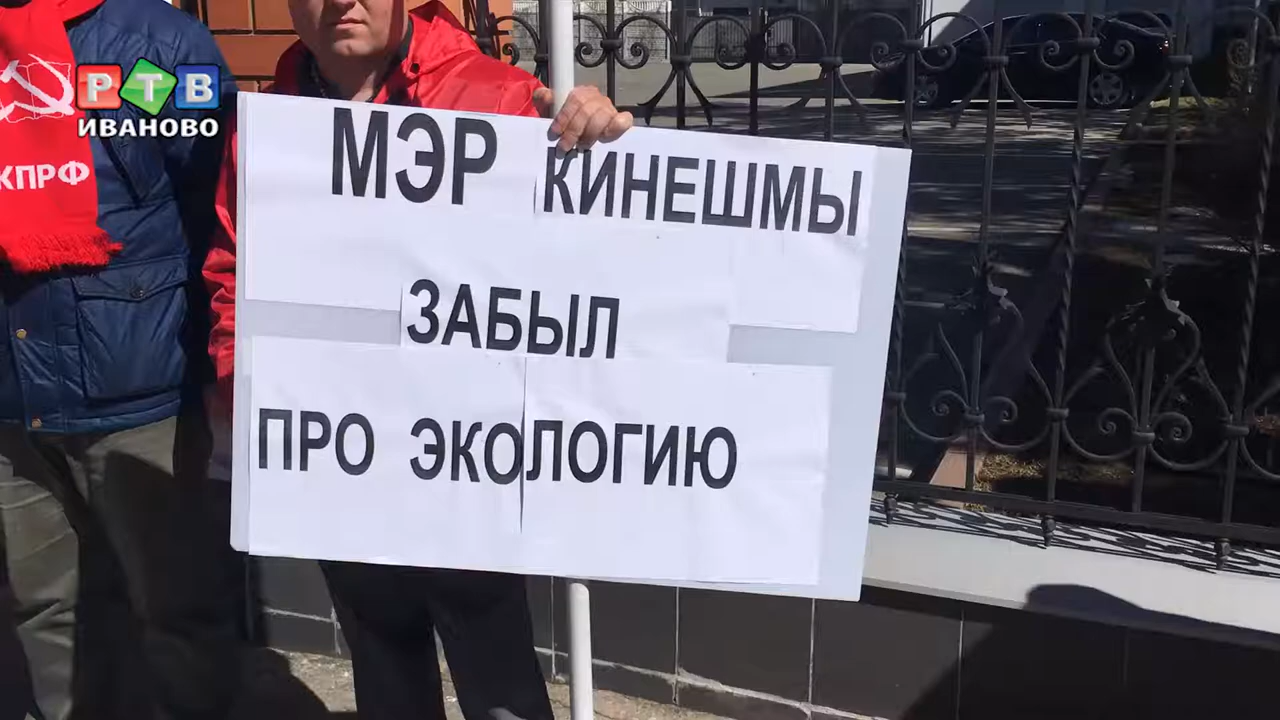 РТВ
ИВАНОВО
КПРФ
МЭР КИНЕШМЫ
ЗАБЫЛ
ПРО ЭКОЛОГИЮ